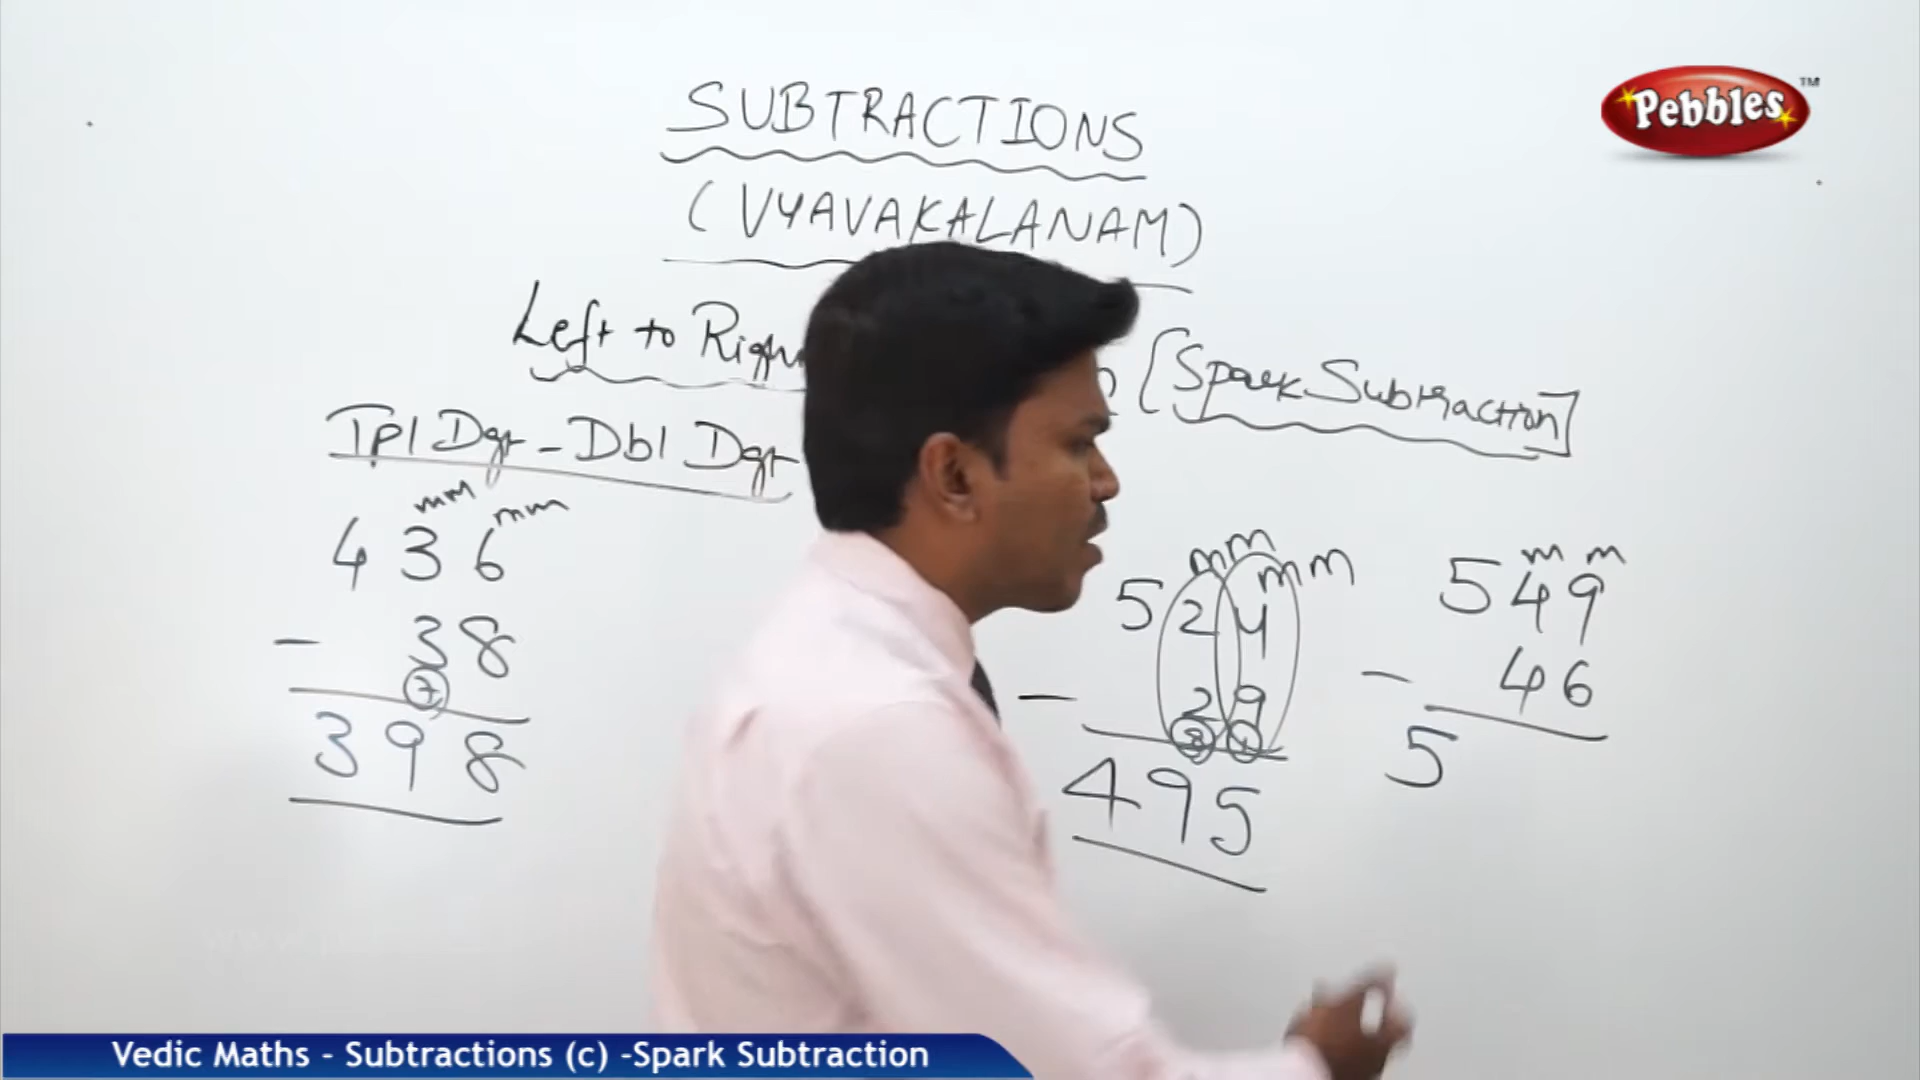 Pebbles™
SUBTRACTIONS
(VYAVAKALANAM)
Left to Right
[Spark Subtraction]
Tpl Dgt - Dbl Dgt
mm mm
4 3 6
- 3 8
7
3 9 8
mm mm
5 2 4
- 2 9
4 9 5
m m
5 4 9
- 4 6
5
Vedic Maths - Subtractions (c) -Spark Subtraction